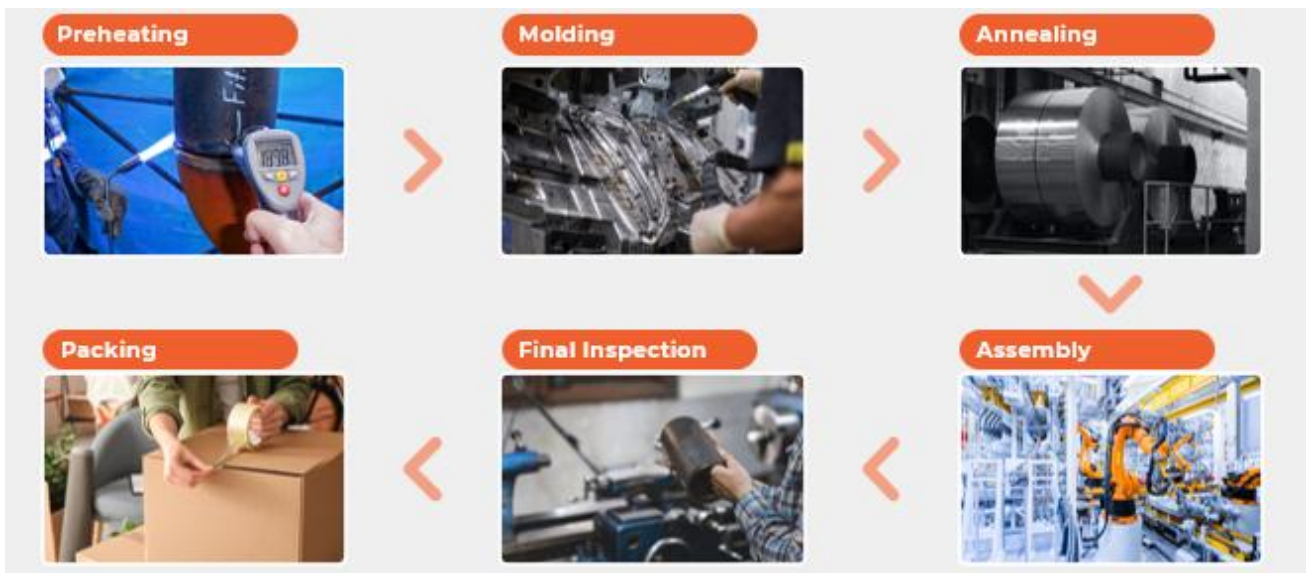 Preheating
Molding
Annealing
Packing
Final Inspection
Assembly